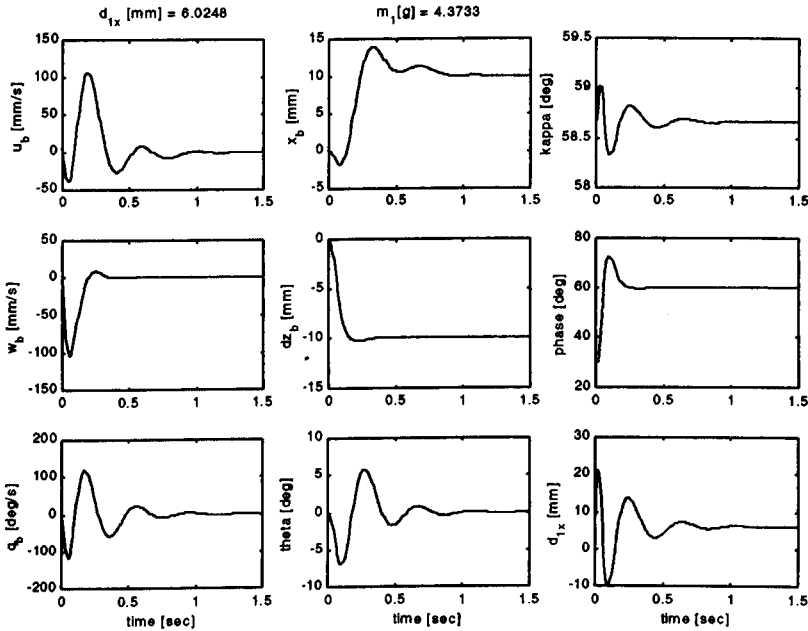 d1x [mm] = 6.0248
m1[g] = 4.3733
u_b [mm/s]
150
100
50
0
-50
0 0.5 1 1.5
x_b [mm]
15
10
5
0
5
0 0.5 1 1.5
kappa [deg]
59.5
59
58.5
58
0 0.5 1 1.5
w_b [mm/s]
50
0
-50
-100
-150
0 0.5 1 1.5
dz_b [mm]
0
-5
-10
-15
0 0.5 1 1.5
phase [deg]
80
60
40
20
0 0.5 1 1.5
q_b [deg/s]
200
100
0
-100
-200
0 0.5 1 1.5
time [sec]
theta [deg]
10
5
0
-5
-10
0 0.5 1 1.5
time [sec]
d1x [mm]
30
20
10
0
-10
0 0.5 1 1.5
time [sec]